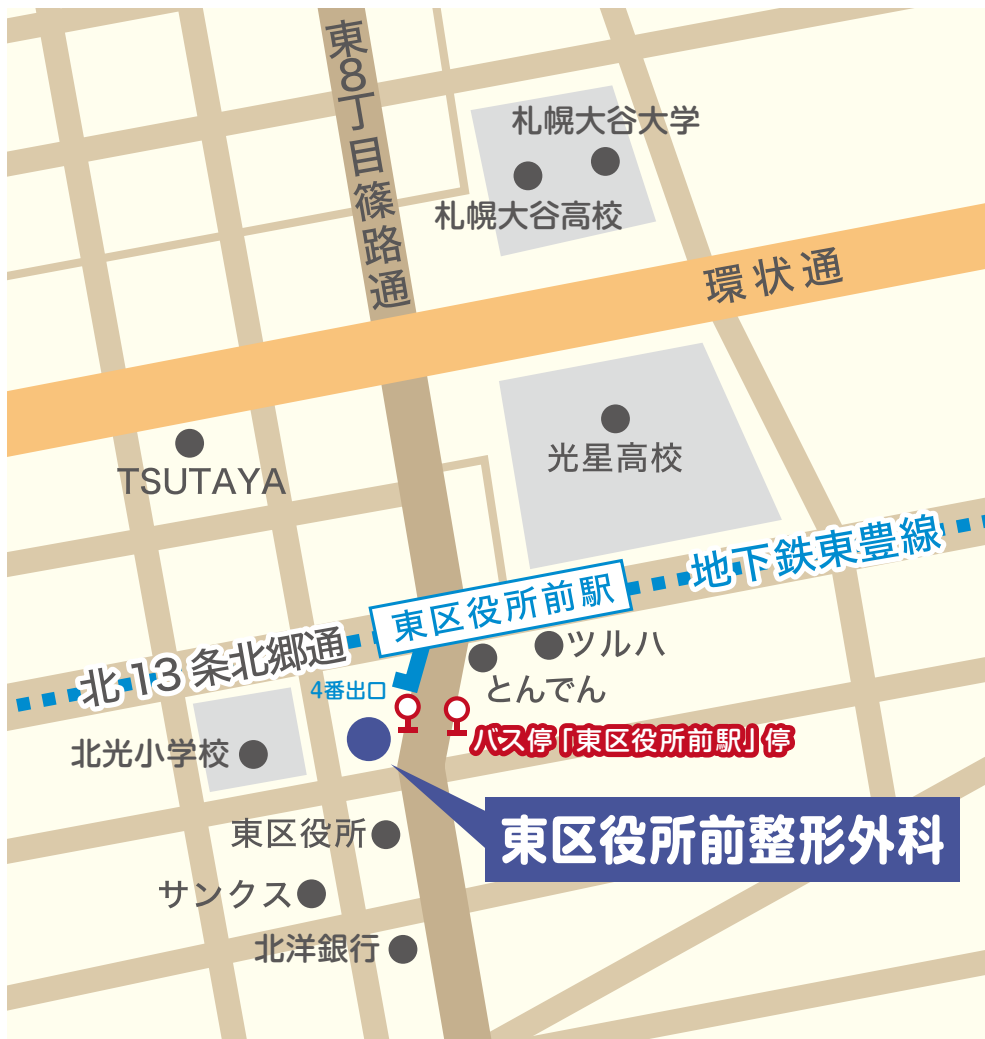 東8丁目篠路通
札幌大谷大学
札幌大谷高校
環状通
光星高校
TSUTAYA
地下鉄東豊線
東区役所前駅
北13条北郷通
ツルハ
とんでん
4番出口
バス停「東区役所前駅」停
北光小学校
東区役所前整形外科
東区役所
サンクス
北洋銀行